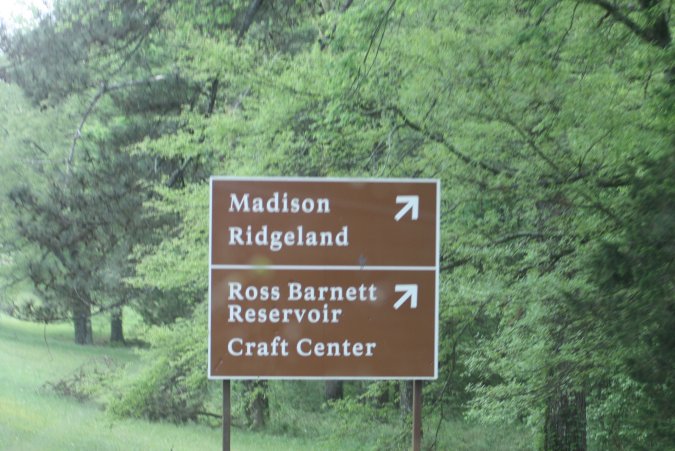 Madison
Ridgeland
Ross Barnett
Reservoir
Craft Center